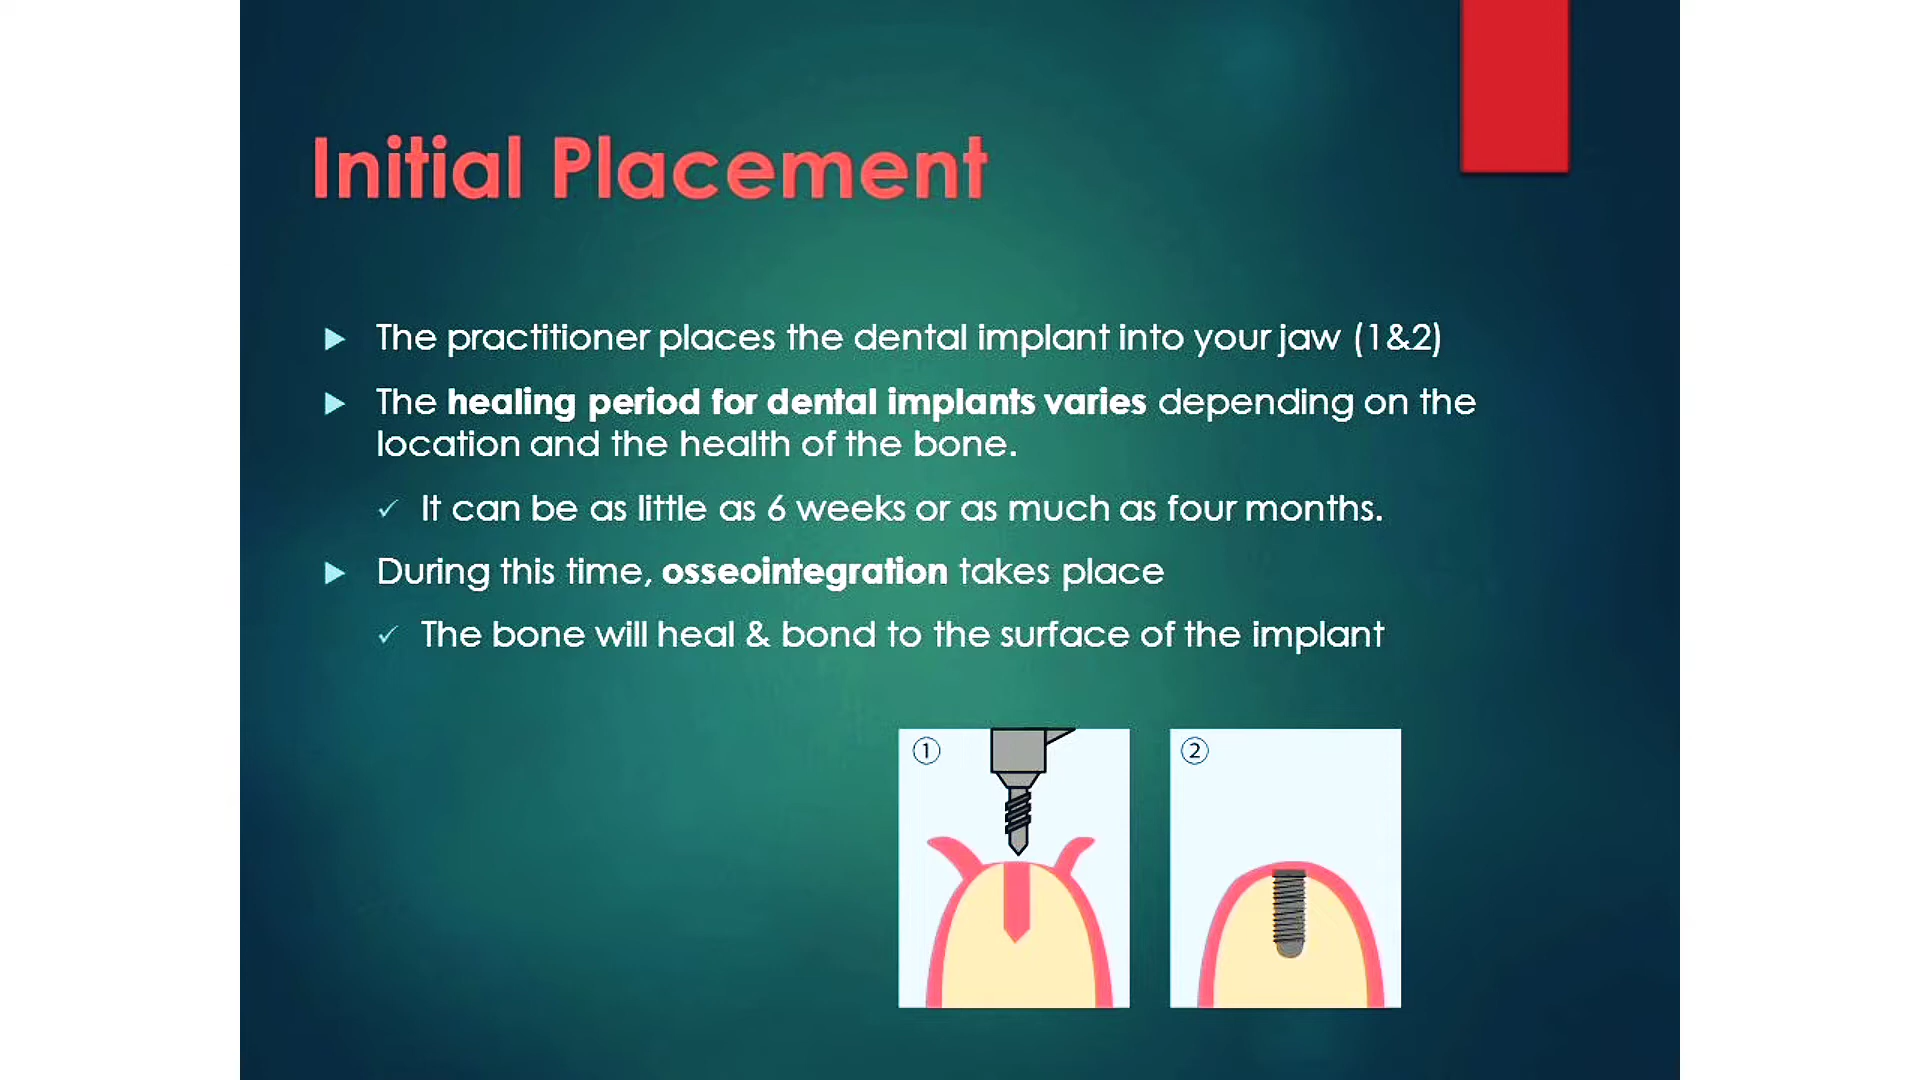 Initial Placement
The practitioner places the dental implant into your jaw (1&2)
The healing period for dental implants varies depending on the
location and the health of the bone.
It can be as little as 6 weeks or as much as four months.
During this time, osseointegration takes place
The bone will heal & bond to the surface of the implant
1
2